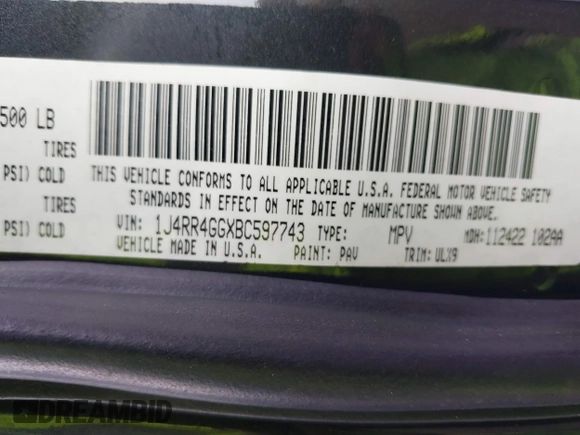 500 LB
TIRES
PSI) COLD
TIRES
PSI) COLD
THIS VEHICLE CONFORMS TO ALL APPLICABLE U.S.A. FEDERAL MOTOR VEHICLE SAFETY
STANDARDS IN EFFECT ON THE DATE OF MANUFACTURE SHOWN ABOVE.
VIN: 1J4RR4GGXBC597743 TYPE: MPV MDH: 112422 102AA
VEHICLE MADE IN U.S.A. PAINT: PAV TRIM: ULX9
DREAMBID